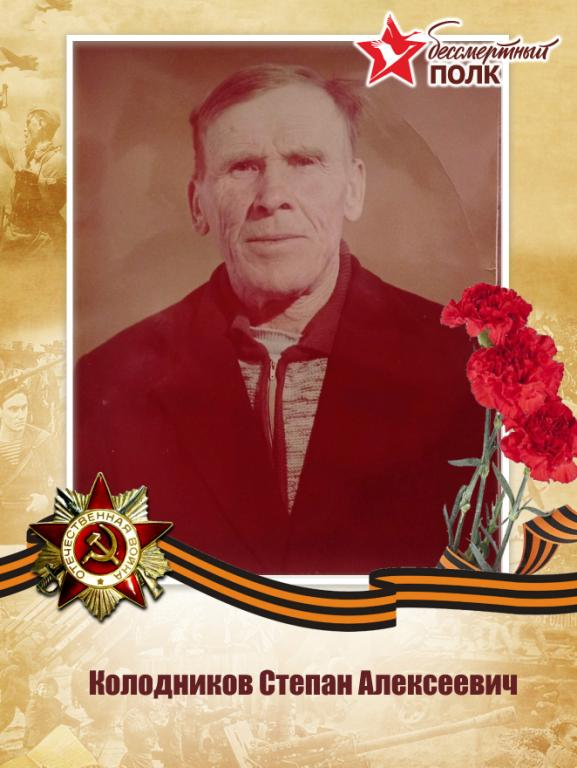 бессмертный
ПОЛК
ОТЕЧЕСТВЕННАЯ ВОЙНА
Колодников Степан Алексеевич